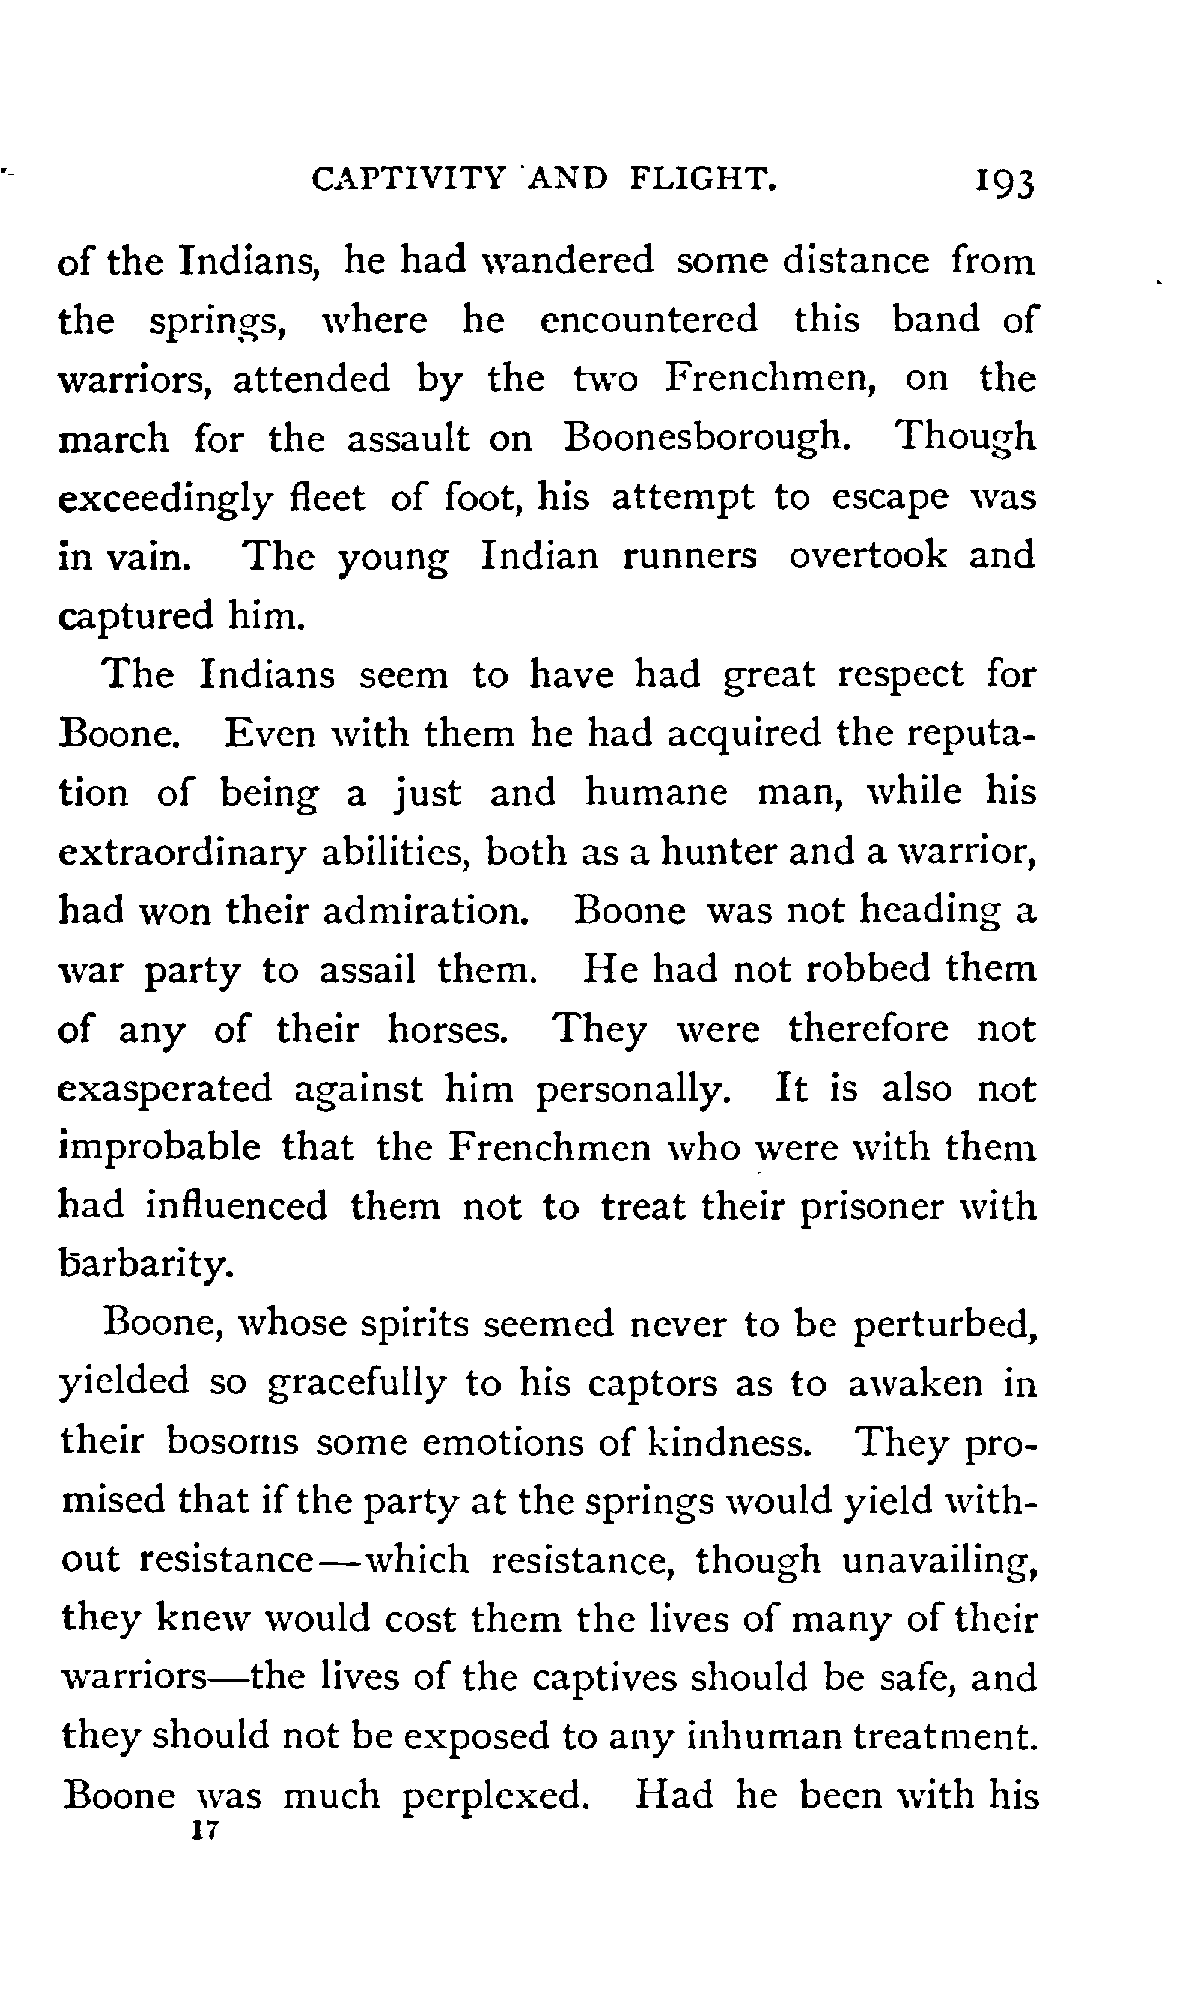 CAPTIVITY AND FLIGHT. 193
of the Indians, he had wandered some distance from
the springs, where he encountered this band of
warriors, attended by the two Frenchmen, on the
march for the assault on Boonesborough. Though
exceedingly fleet of foot, his attempt to escape was
in vain. The young Indian runners overtook and
captured him.
The Indians seem to have had great respect for
Boone. Even with them he had acquired the reputa-
tion of being a just and humane man, while his
extraordinary abilities, both as a hunter and a warrior,
had won their admiration. Boone was not heading a
war party to assail them. He had not robbed them
of any of their horses. They were therefore not
exasperated against him personally. It is also not
improbable that the Frenchmen who were with them
had influenced them not to treat their prisoner with
barbarity.
Boone, whose spirits seemed never to be perturbed,
yielded so gracefully to his captors as to awaken in
their bosoms some emotions of kindness. They pro-
mised that if the party at the springs would yield with-
out resistance—which resistance, though unavailing,
they knew would cost them the lives of many of their
warriors—the lives of the captives should be safe, and
they should not be exposed to any inhuman treatment.
Boone was much perplexed. Had he been with his
17